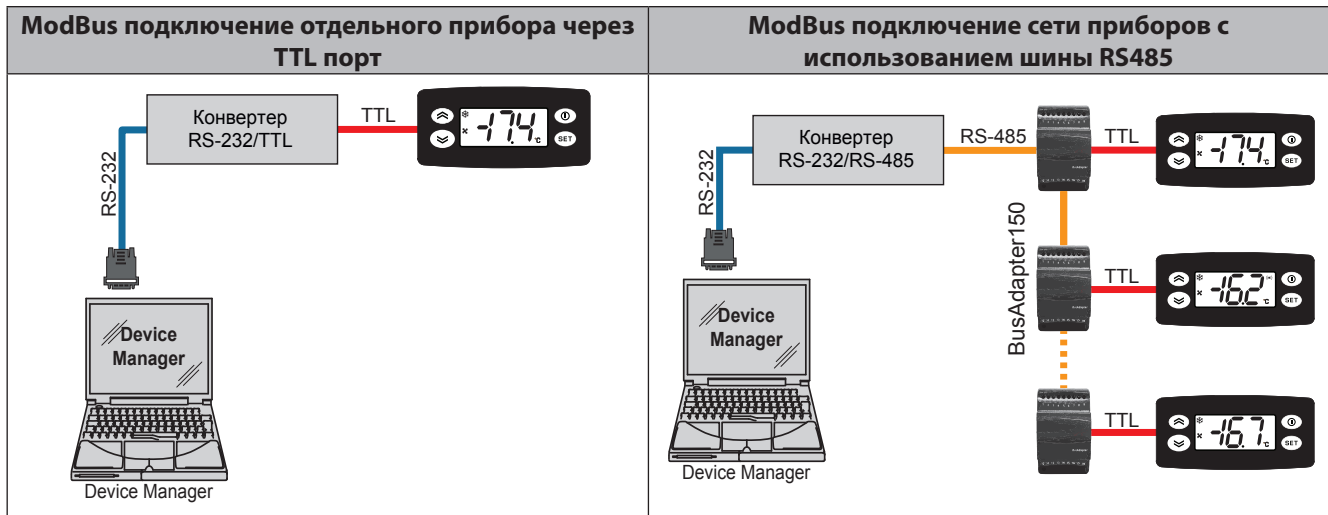 ModBus подключение отдельного прибора через
TTL порт
ModBus подключение сети приборов с
использованием шины RS485
Конвертер
RS-232/TTL
TTL
-17.4
°C
SET
RS-232
Device
Manager
Device Manager
Конвертер
RS-232/RS-485
RS-485
TTL
-17.4
°C
SET
RS-232
BusAdapter150
TTL
-16.2
°C
SET
Device
Manager
TTL
-16.7
°C
SET
Device Manager